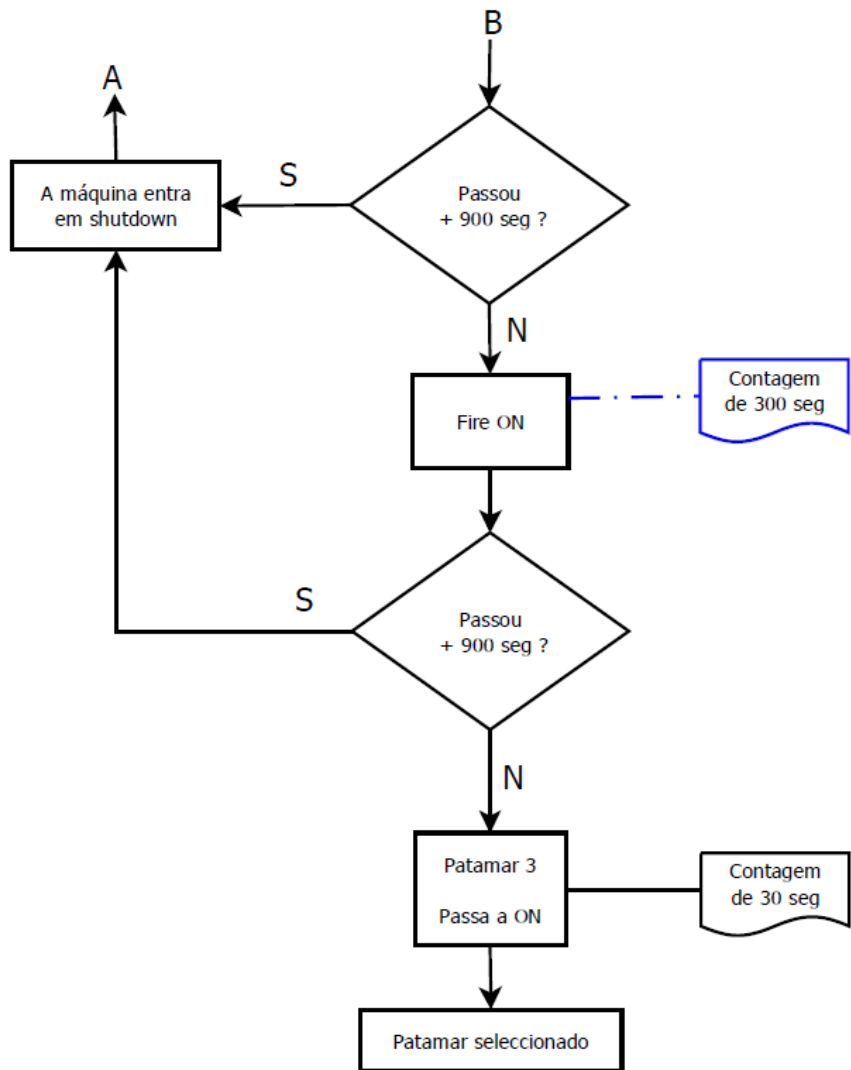 B
A
A máquina entra
em shutdown
S
Passou
+ 900 seg ?
N
Fire ON
Contagem
de 300 seg
S
Passou
+ 900 seg ?
N
Patamar 3
Passa a ON
Contagem
de 30 seg
Patamar seleccionado